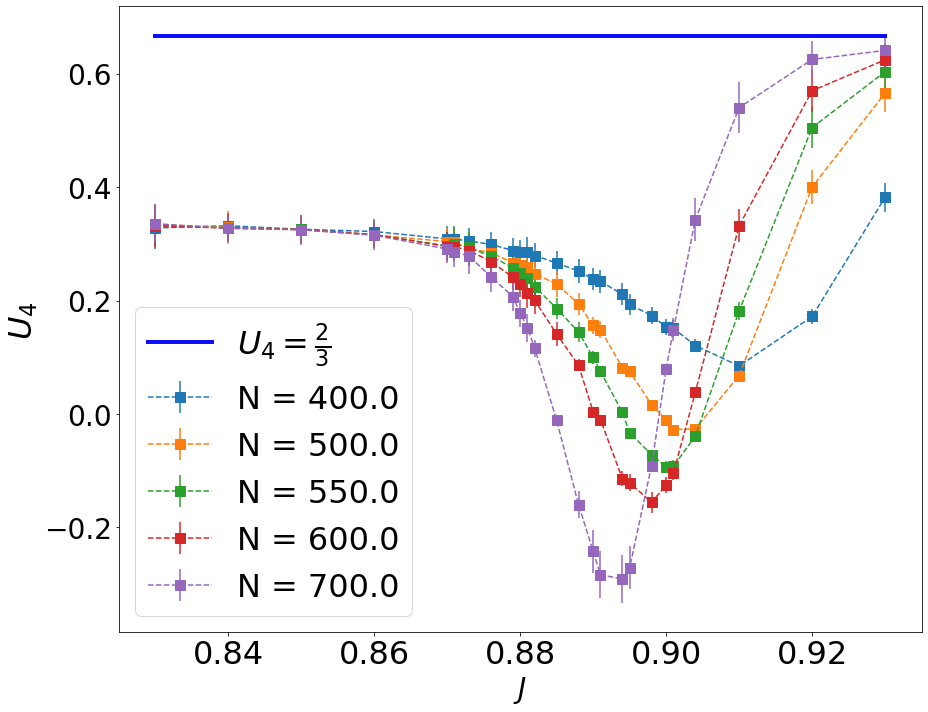 U₄
0.6
0.4
0.2
0.0
−0.2
U₄ = 2/3
N = 400.0
N = 500.0
N = 550.0
N = 600.0
N = 700.0
0.84 0.86 0.88 0.90 0.92
J